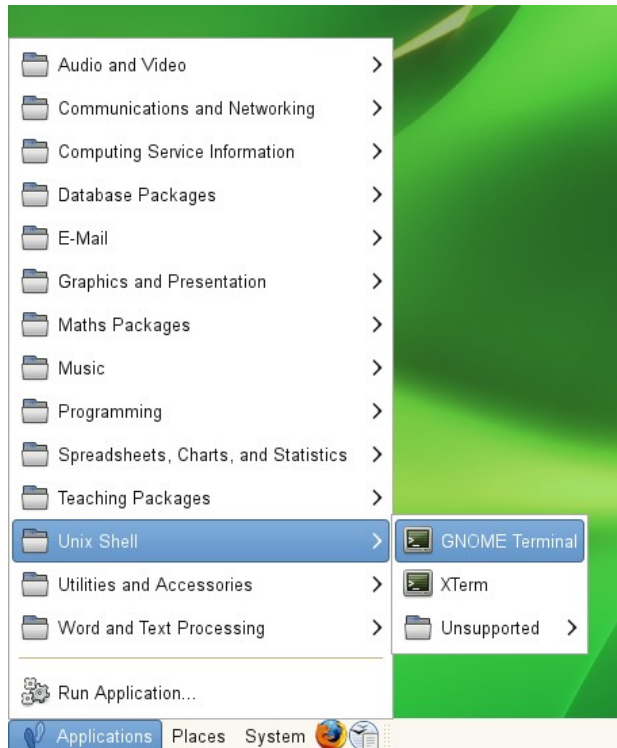 Audio and Video
Communications and Networking
Computing Service Information
Database Packages
E-Mail
Graphics and Presentation
Maths Packages
Music
Programming
Spreadsheets, Charts, and Statistics
Teaching Packages
Unix Shell
GNOME Terminal
Utilities and Accessories
XTerm
Word and Text Processing
Unsupported
Run Application...
Applications Places System